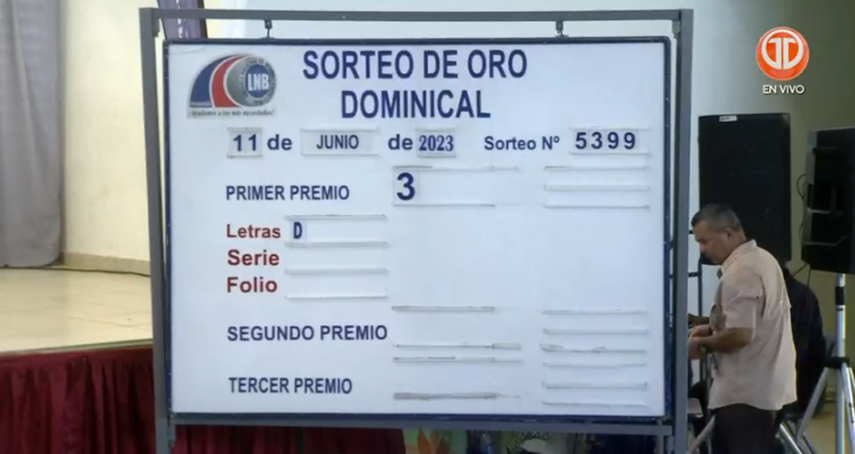 EN VIVO
LNB
SORTEO DE ORO
DOMINICAL
11 de JUNIO de 2023 Sorteo Nº 5399
PRIMER PREMIO 3
Letras D
Serie
Folio
SEGUNDO PREMIO
TERCER PREMIO